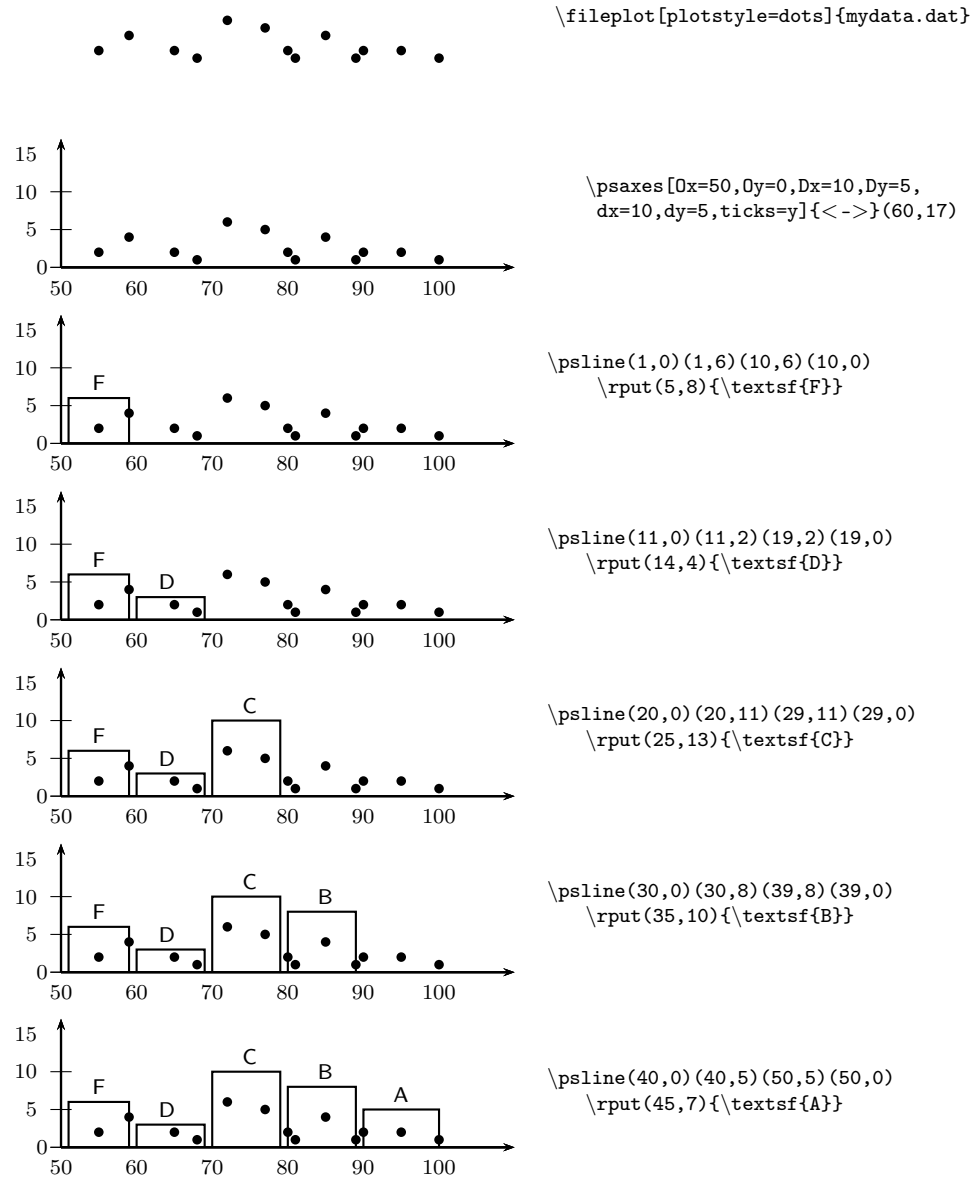 \fileplot[plotstyle=dots]{mydata.dat}
15
10
5
0
50 60 70 80 90 100
\psaxes[Ox=50,Oy=0,Dx=10,Dy=5,
dx=10,dy=5,ticks=y]{<->}(60,17)
15
10
5
0
F
50 60 70 80 90 100
\psline(1,0)(1,6)(10,6)(10,0)
\rput(5,8){\textsf{F}}
15
10
5
0
F D
50 60 70 80 90 100
\psline(11,0)(11,2)(19,2)(19,0)
\rput(14,4){\textsf{D}}
15
10
5
0
F D C
50 60 70 80 90 100
\psline(20,0)(20,11)(29,11)(29,0)
\rput(25,13){\textsf{C}}
15
10
5
0
F D C B
50 60 70 80 90 100
\psline(30,0)(30,8)(39,8)(39,0)
\rput(35,10){\textsf{B}}
15
10
5
0
F D C B A
50 60 70 80 90 100
\psline(40,0)(40,5)(50,5)(50,0)
\rput(45,7){\textsf{A}}